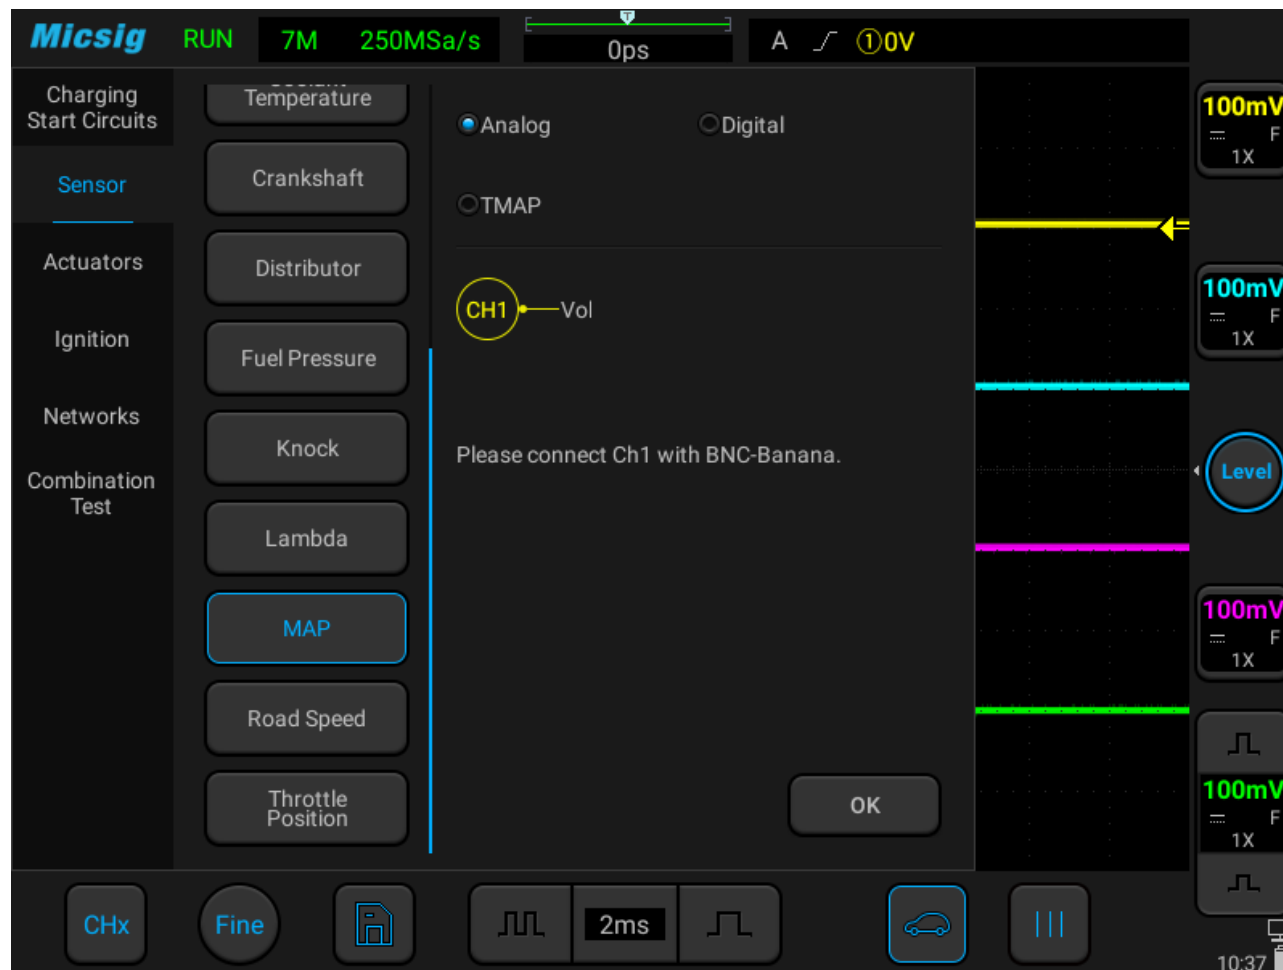 Micsig
RUN
7M 250MSa/s
T
0ps
A ①0V
Charging
Start Circuits
Sensor
Actuators
Ignition
Networks
Combination
Test
Temperature
Crankshaft
Distributor
Fuel Pressure
Knock
Lambda
MAP
Road Speed
Throttle
Position
Analog
Digital
TMAP
CH1 Vol
Please connect Ch1 with BNC-Banana.
OK
100mV
F
1X
100mV
F
1X
Level
100mV
F
1X
100mV
F
1X
CHx
Fine
2ms
10:37